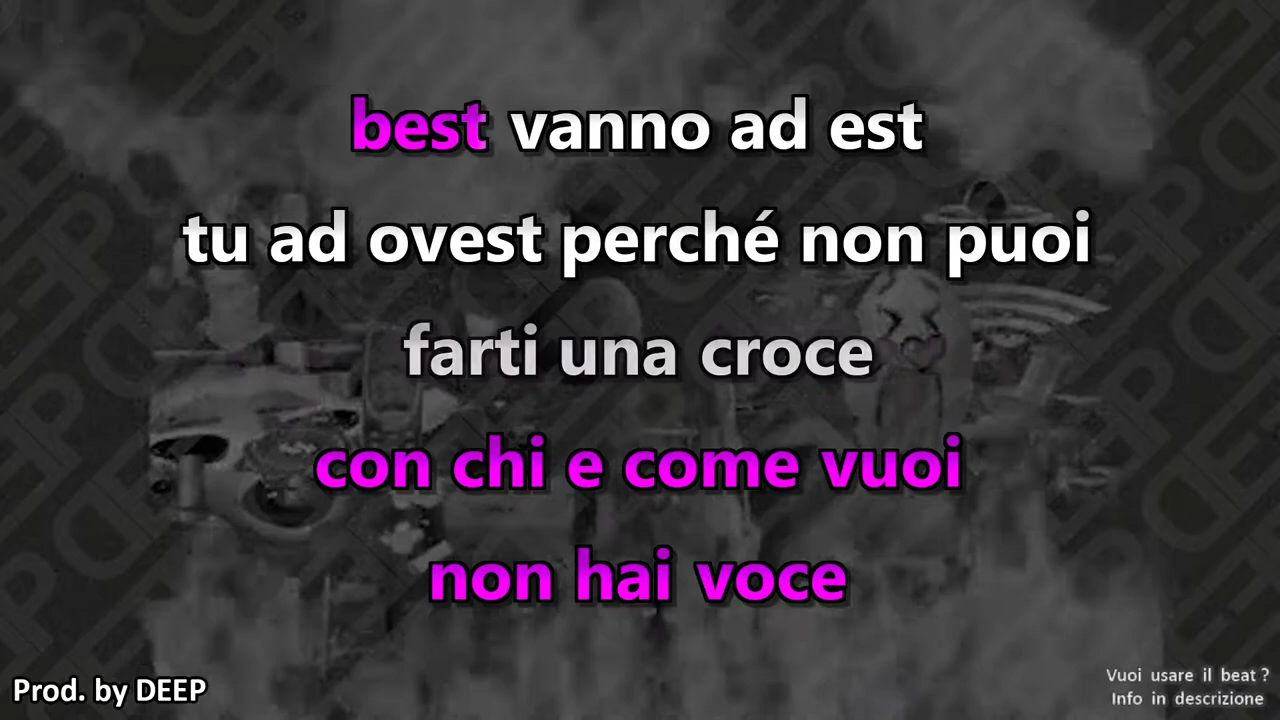 best vanno ad est
tu ad ovest perché non puoi
farti una croce
con chi e come vuoi
non hai voce
Prod. by DEEP
Vuoi usare il beat ?
Info in descrizione